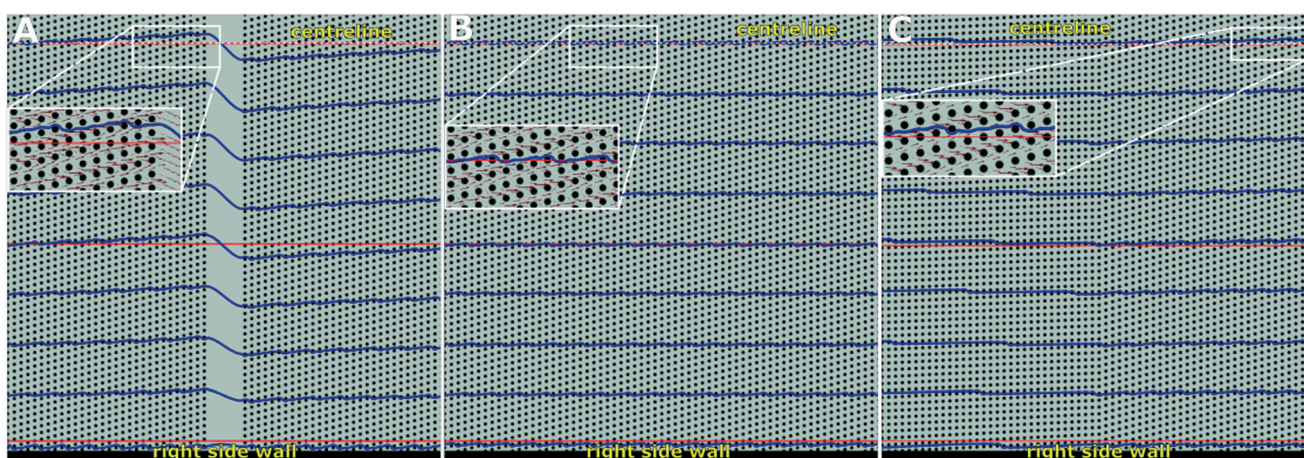 A
centreline
right side wall
B
centreline
right side wall
C
centreline
right side wall